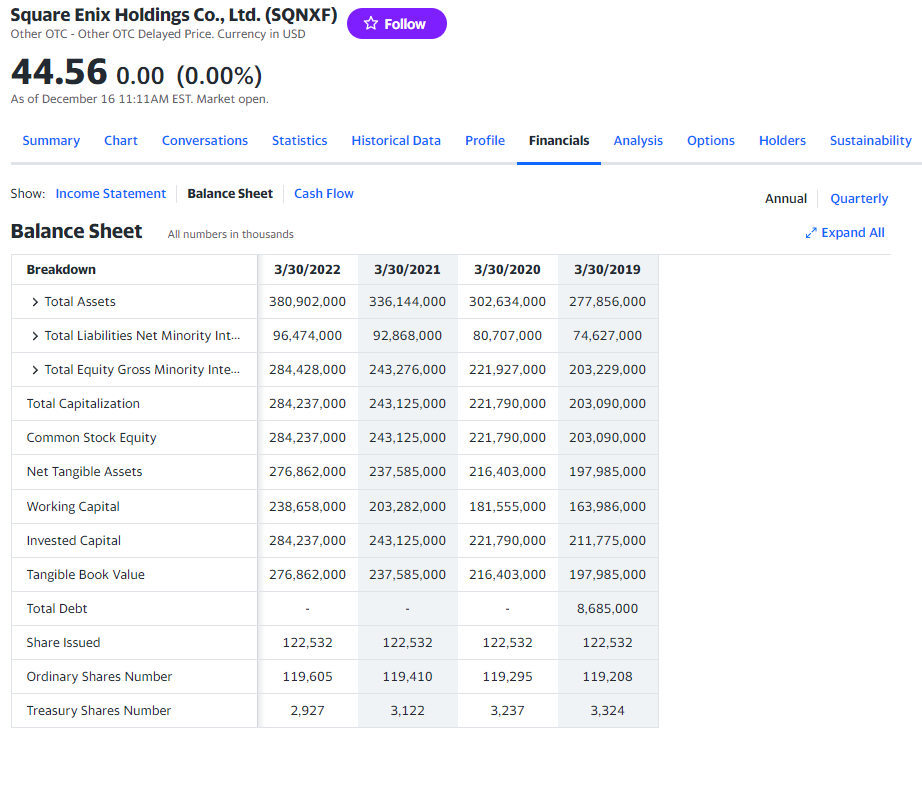 Square Enix Holdings Co., Ltd. (SQNXF)
Follow
Other OTC - Other OTC Delayed Price. Currency in USD
44.56 0.00 (0.00%)
As of December 16 11:11AM EST. Market open.
Summary Chart Conversations Statistics Historical Data Profile Financials Analysis Options Holders Sustainability
Show: Income Statement Balance Sheet Cash Flow Annual Quarterly
Balance Sheet All numbers in thousands Expand All
Breakdown 3/30/2022 3/30/2021 3/30/2020 3/30/2019
Total Assets 380,902,000 336,144,000 302,634,000 277,856,000
Total Liabilities Net Minority Int... 96,474,000 92,868,000 80,707,000 74,627,000
Total Equity Gross Minority Inte... 284,428,000 243,276,000 221,927,000 203,229,000
Total Capitalization 284,237,000 243,125,000 221,790,000 203,090,000
Common Stock Equity 284,237,000 243,125,000 221,790,000 203,090,000
Net Tangible Assets 276,862,000 237,585,000 216,403,000 197,985,000
Working Capital 238,658,000 203,282,000 181,555,000 163,986,000
Invested Capital 284,237,000 243,125,000 221,790,000 211,775,000
Tangible Book Value 276,862,000 237,585,000 216,403,000 197,985,000
Total Debt - - - 8,685,000
Share Issued 122,532 122,532 122,532 122,532
Ordinary Shares Number 119,605 119,410 119,295 119,208
Treasury Shares Number 2,927 3,122 3,237 3,324